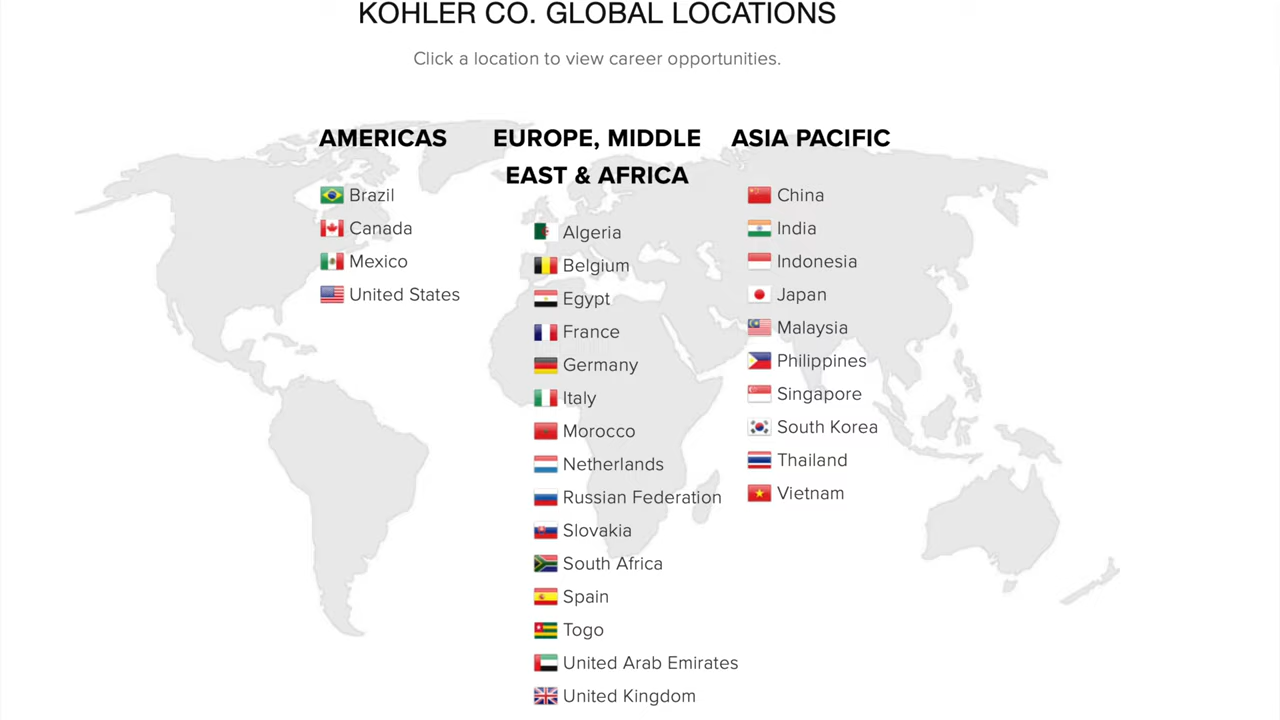 KOHLER CO. GLOBAL LOCATIONS
Click a location to view career opportunities.
AMERICAS
Brazil
Canada
Mexico
United States
EUROPE, MIDDLE
EAST & AFRICA
Algeria
Belgium
Egypt
France
Germany
Italy
Morocco
Netherlands
Russian Federation
Slovakia
South Africa
Spain
Togo
United Arab Emirates
United Kingdom
ASIA PACIFIC
China
India
Indonesia
Japan
Malaysia
Philippines
Singapore
South Korea
Thailand
Vietnam